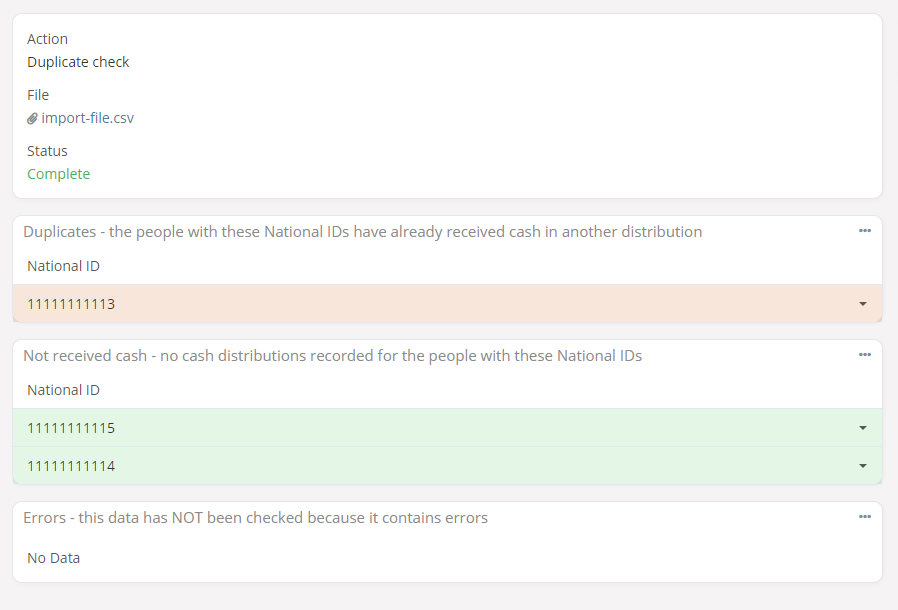 Action
Duplicate check
File
import-file.csv
Status
Complete
Duplicates - the people with these National IDs have already received cash in another distribution
National ID
11111111113
Not received cash - no cash distributions recorded for the people with these National IDs
National ID
11111111115
11111111114
Errors - this data has NOT been checked because it contains errors
No Data